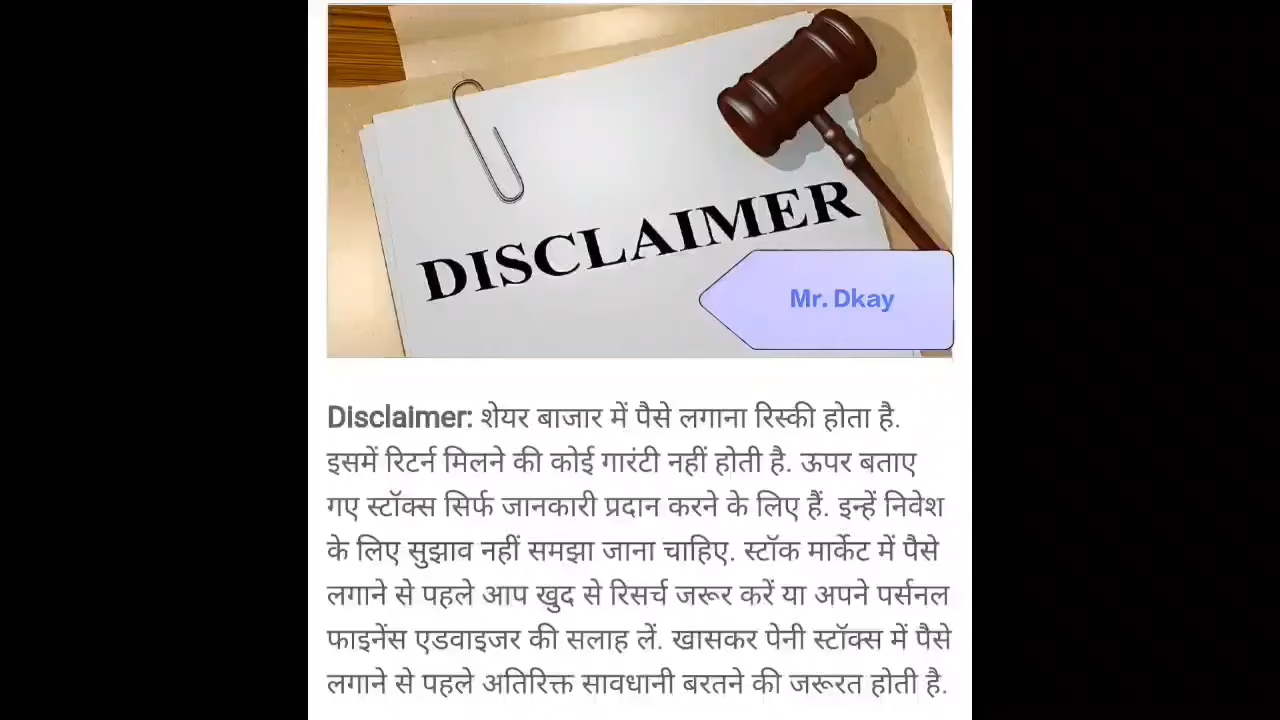 DISCLAIMER
Mr. Dkay
Disclaimer: शेयर बाजार में पैसे लगाना रिस्की होता है.
इसमें रिटर्न मिलने की कोई गारंटी नहीं होती है. ऊपर बताए
गए स्टॉक्स सिर्फ जानकारी प्रदान करने के लिए हैं. इन्हें निवेश
के लिए सुझाव नहीं समझा जाना चाहिए. स्टॉक मार्केट में पैसे
लगाने से पहले आप खुद से रिसर्च जरूर करें या अपने पर्सनल
फाइनेंस एडवाइजर की सलाह लें. खासकर पेनी स्टॉक्स में पैसे
लगाने से पहले अतिरिक्त सावधानी बरतने की जरूरत होती है.